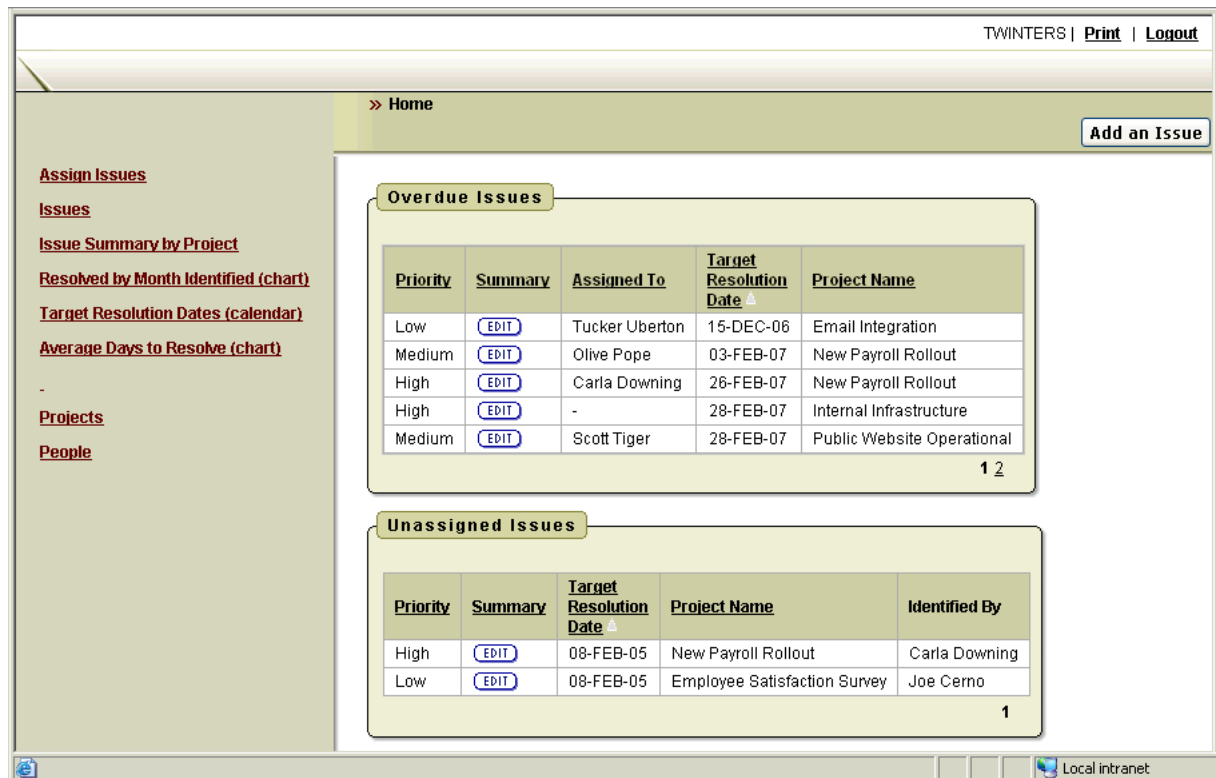 TWINTERS | Print | Logout
» Home
Add an Issue
Assign Issues
Issues
Issue Summary by Project
Resolved by Month Identified (chart)
Target Resolution Dates (calendar)
Average Days to Resolve (chart)
-
Projects
People
Overdue Issues
Priority Summary Assigned To Target Resolution Date Project Name
Low EDIT Tucker Uberton 15-DEC-06 Email Integration
Medium EDIT Olive Pope 03-FEB-07 New Payroll Rollout
High EDIT Carla Downing 26-FEB-07 New Payroll Rollout
High EDIT - 28-FEB-07 Internal Infrastructure
Medium EDIT Scott Tiger 28-FEB-07 Public Website Operational
1 2
Unassigned Issues
Priority Summary Target Resolution Date Project Name Identified By
High EDIT 08-FEB-05 New Payroll Rollout Carla Downing
Low EDIT 08-FEB-05 Employee Satisfaction Survey Joe Cerno
1
Local intranet